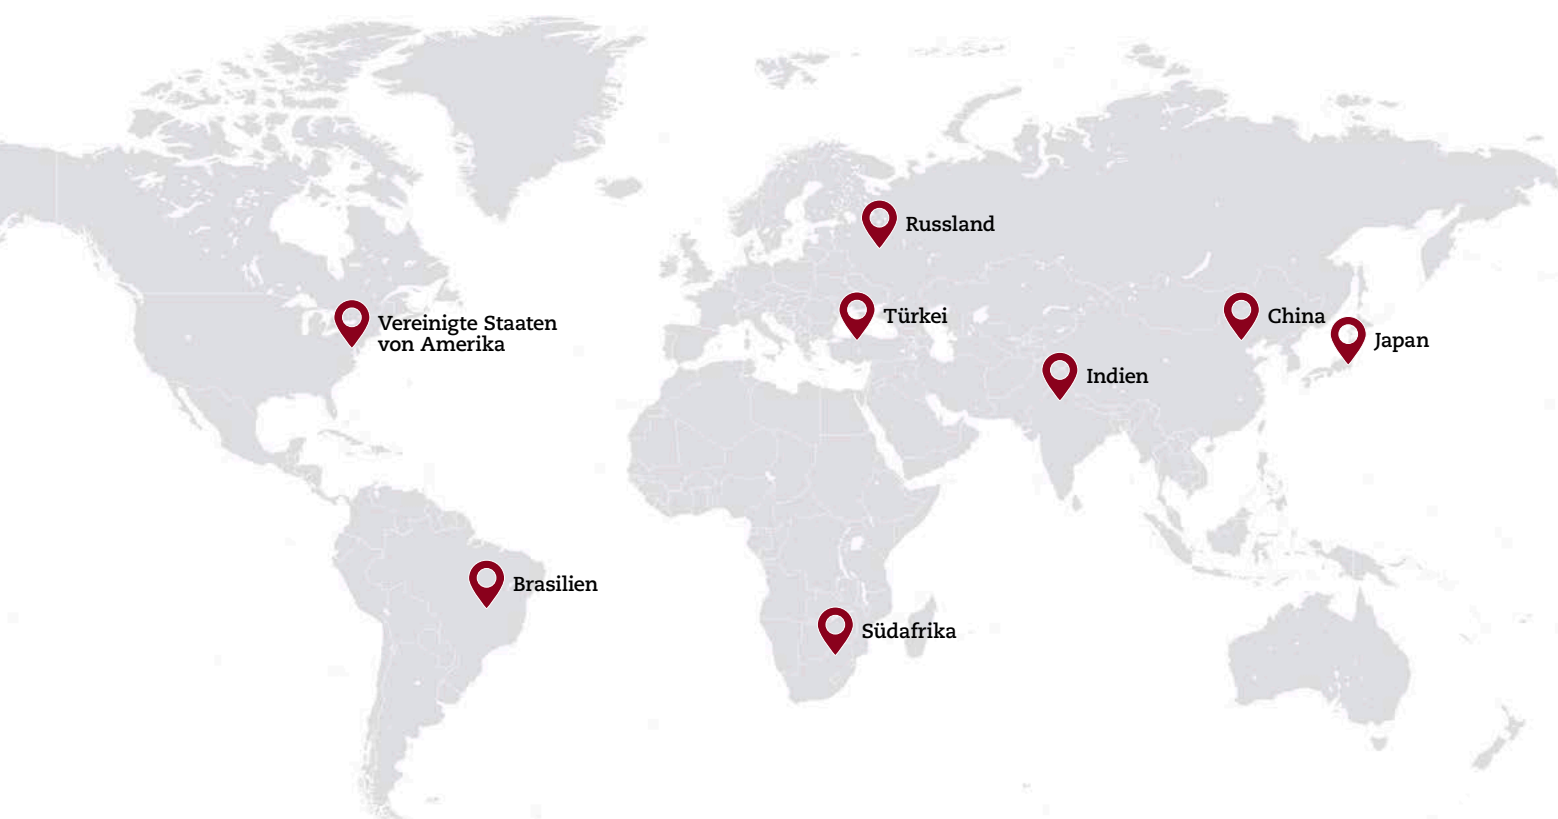 Russland
Türkei
China
Vereinigte Staaten
von Amerika
Japan
Indien
Brasilien
Südafrika